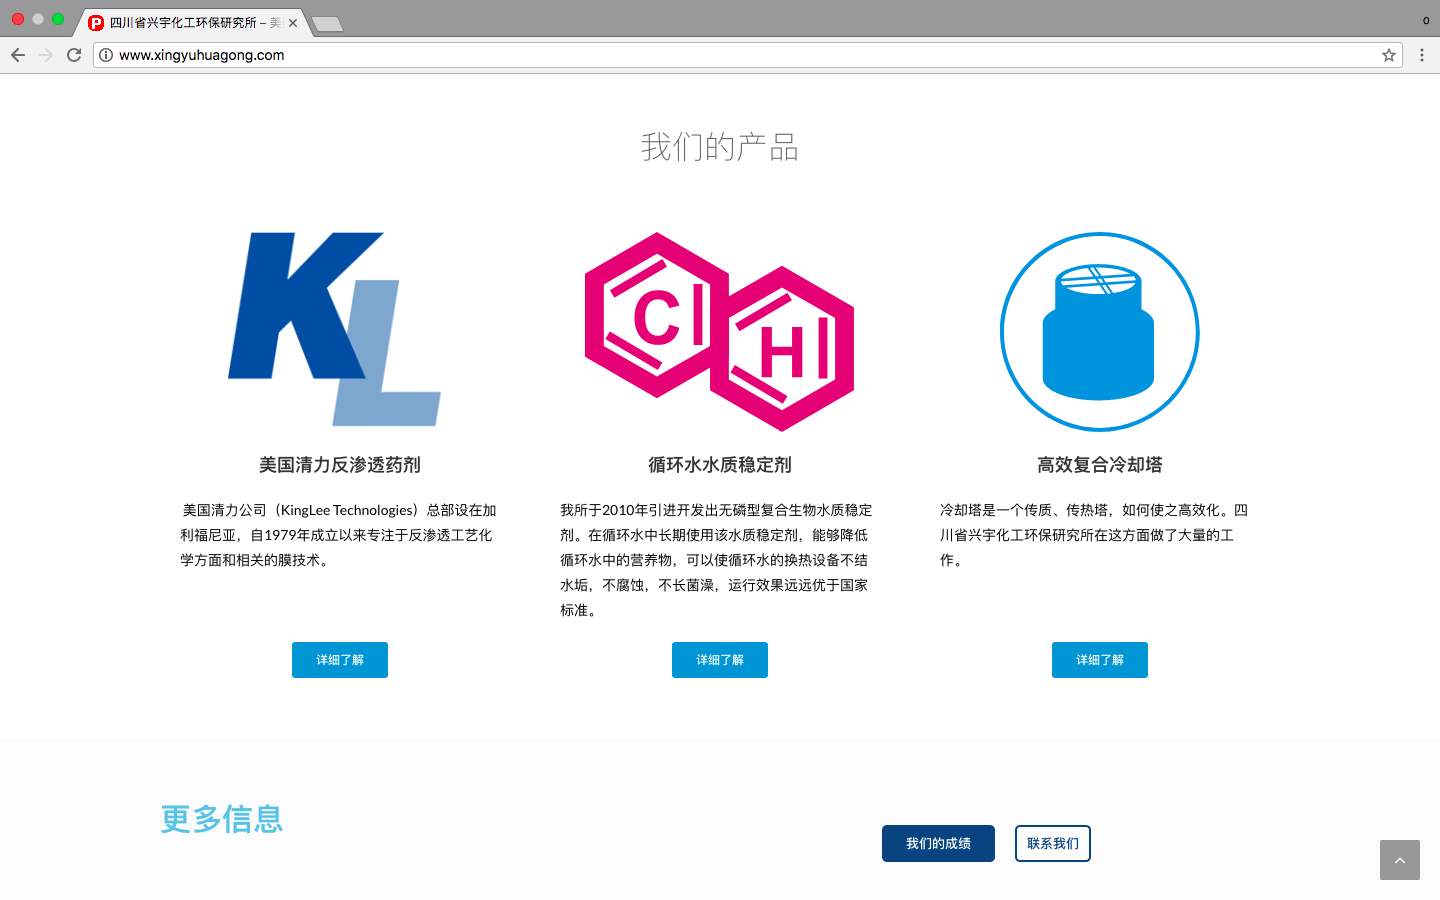 四川省兴宇化工环保研究所 – 美
o
www.xingyuhuagong.com
我们的产品
KL
C H
美国清力反渗透药剂
循环水水质稳定剂
高效复合冷却塔
美国清力公司（KingLee Technologies）总部设在加
利福尼亚，自1979年成立以来专注于反渗透工艺化
学方面和相关的膜技术。
我所于2010年引进开发出无磷型复合生物水质稳定
剂。在循环水中长期使用该水质稳定剂，能够降低
循环水中的营养物，可以使循环水的换热设备不结
水垢，不腐蚀，不长菌澡，运行效果远远优于国家
标准。
冷却塔是一个传质、传热塔，如何使之高效化。四
川省兴宇化工环保研究所在这方面做了大量的工
作。
详细了解
详细了解
详细了解
更多信息
我们的成绩
联系我们